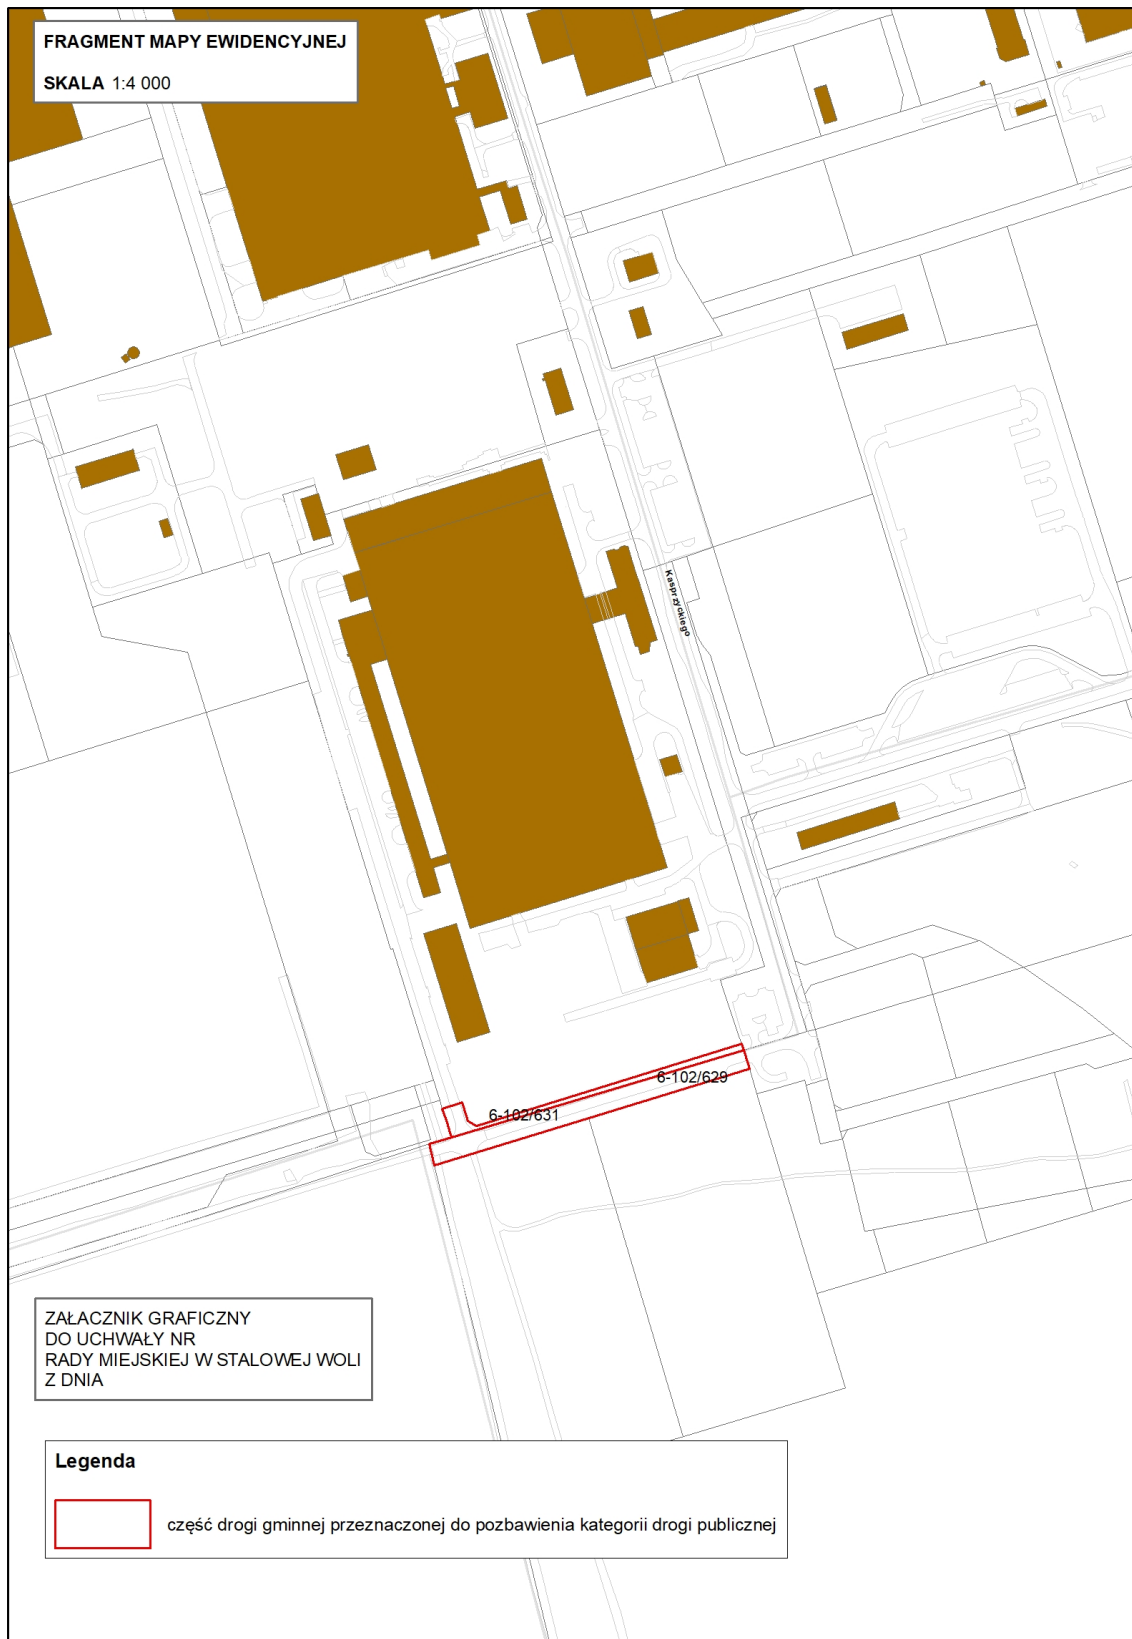 FRAGMENT MAPY EWIDENCYJNEJ
SKALA 1:4 000
Kasprzyckiego
6-102/629
6-102/631
ZAŁACZNIK GRAFICZNY
DO UCHWAŁY NR
RADY MIEJSKIEJ W STALOWEJ WOLI
Z DNIA
Legenda
część drogi gminnej przeznaczonej do pozbawienia kategorii drogi publicznej